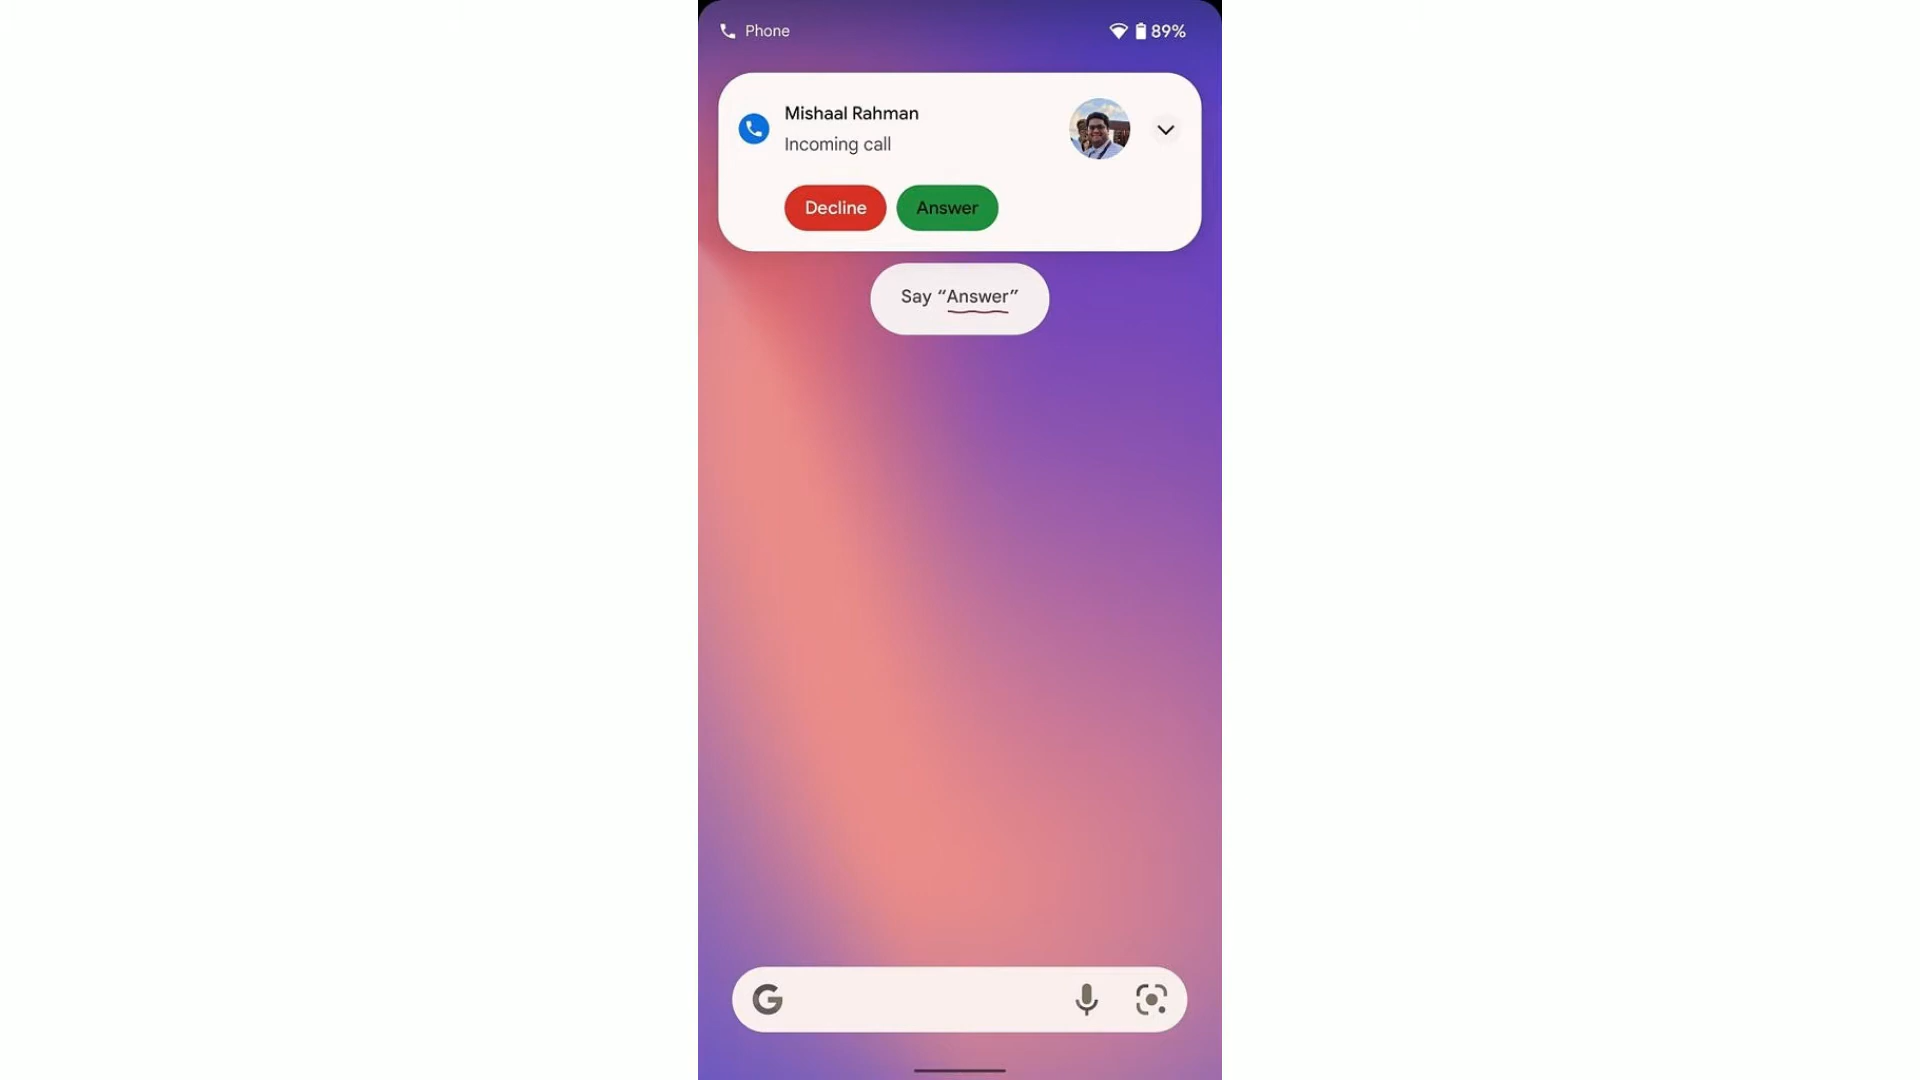 Phone
89%
Mishaal Rahman
Incoming call
Decline
Answer
Say “Answer”
G